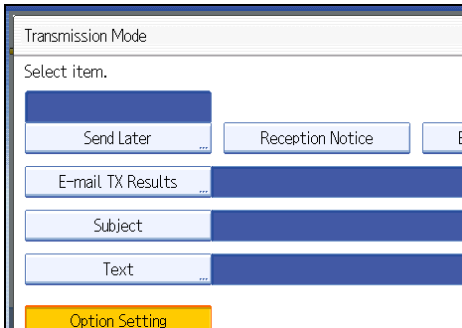 Transmission Mode
Select item.
Send Later ...
Reception Notice
E-mail TX Results ...
Subject
Text ...
Option Setting